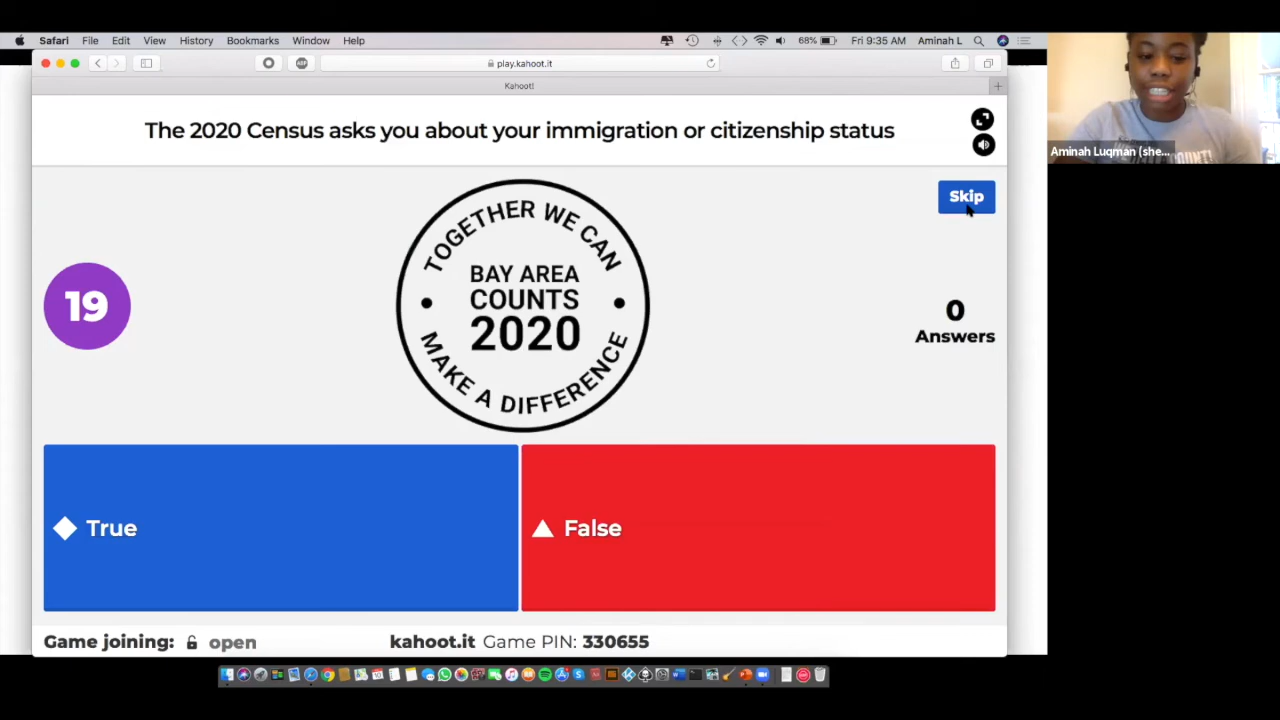 Safari File Edit View History Bookmarks Window Help 68% Fri 9:35 AM Aminah L
play.kahoot.it
Kahoot!
The 2020 Census asks you about your immigration or citizenship status
Skip
TOGETHER WE CAN
BAY AREA
COUNTS
2020
MAKE A DIFFERENCE
19
0
Answers
True
False
Game joining: open kahoot.it Game PIN: 330655
Aminah Luqman (she...